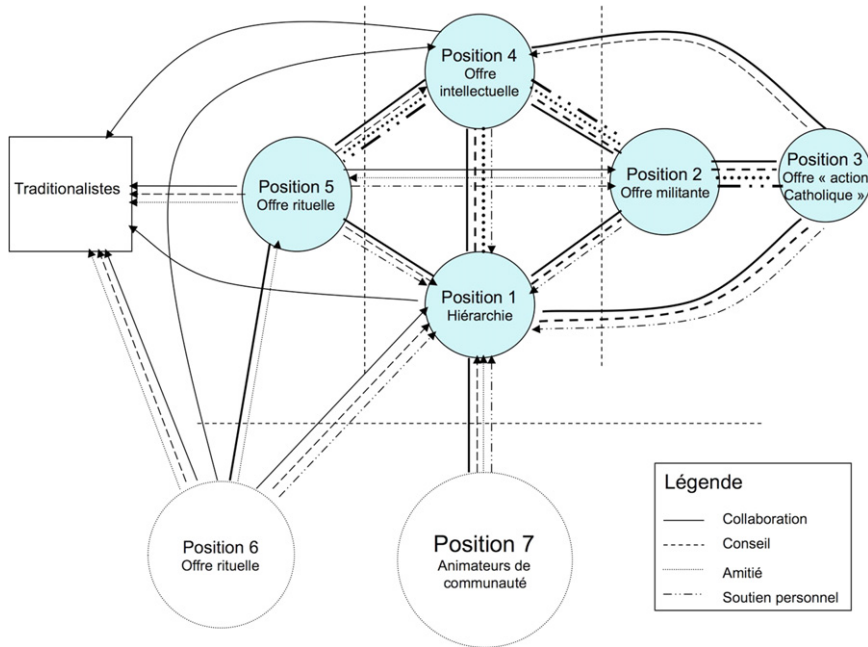 Position 4
Offre
intellectuelle
Traditionalistes
Position 5
Offre rituelle
Position 2
Offre militante
Position 3
Offre « action
Catholique »
Position 1
Hiérarchie
Position 6
Offre rituelle
Position 7
Animateurs de
communauté
Légende
Collaboration
Conseil
Amitié
Soutien personnel